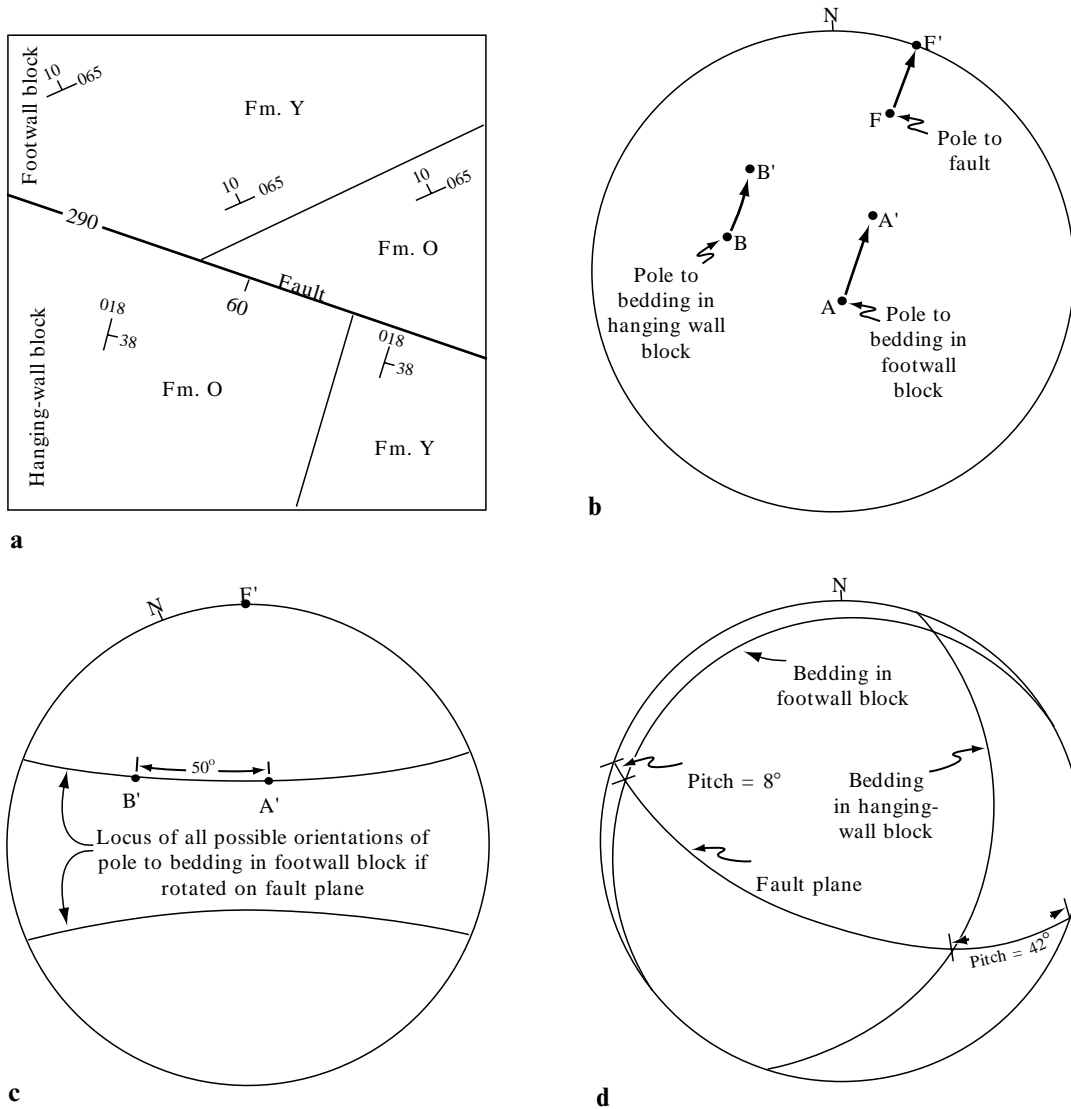 Footwall block
10
065
Fm. Y
10
065
10
065
290
Fm. O
Fault
60
018
38
018
38
Hanging-wall block
Fm. O
Fm. Y
a
N
F'
F
Pole to
fault
B'
B
A'
A
Pole to
bedding in
hanging wall
block
Pole to
bedding in
footwall
block
b
N
F'
50°
B'
A'
Locus of all possible orientations of
pole to bedding in footwall block if
rotated on fault plane
c
N
Bedding in
footwall block
Pitch = 8°
Bedding
in hanging-
wall block
Fault plane
Pitch = 42°
d